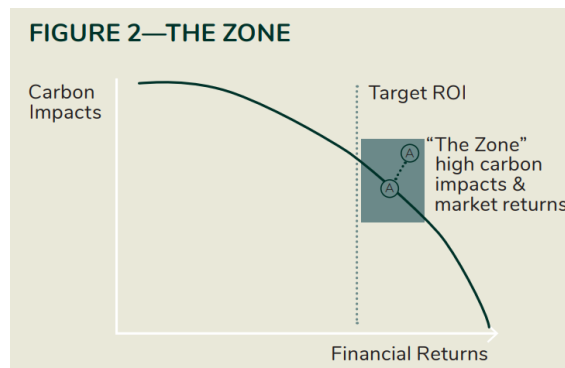 FIGURE 2—THE ZONE
Carbon
Impacts
Target ROI
"The Zone"
high carbon
impacts &
market returns
A
A
Financial Returns